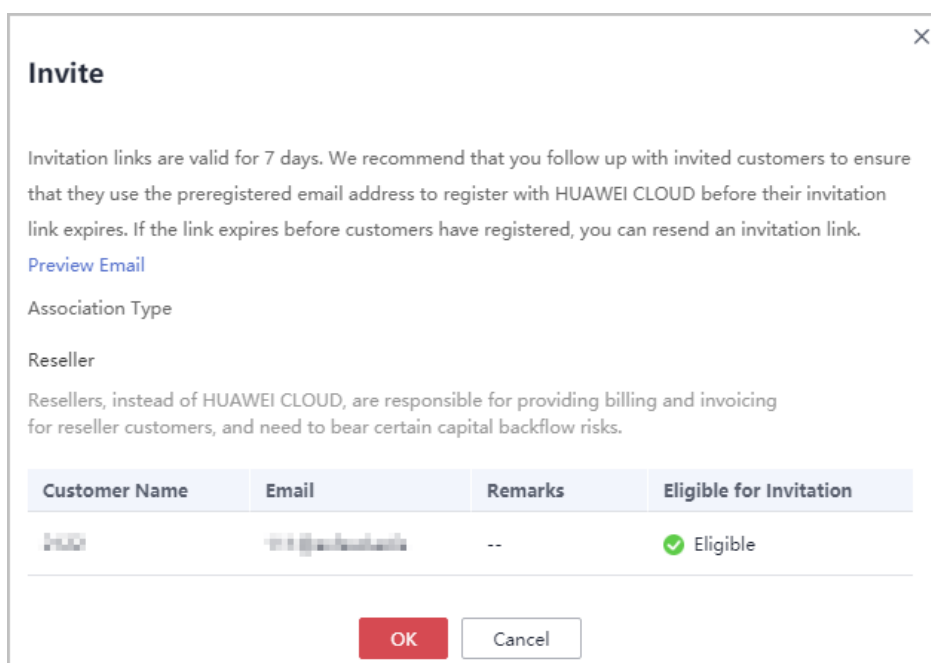 Invite
Invitation links are valid for 7 days. We recommend that you follow up with invited customers to ensure
that they use the preregistered email address to register with HUAWEI CLOUD before their invitation
link expires. If the link expires before customers have registered, you can resend an invitation link.
Preview Email
Association Type
Reseller
Resellers, instead of HUAWEI CLOUD, are responsible for providing billing and invoicing
for reseller customers, and need to bear certain capital backflow risks.
Customer Name Email Remarks Eligible for Invitation
-- Eligible
OK Cancel